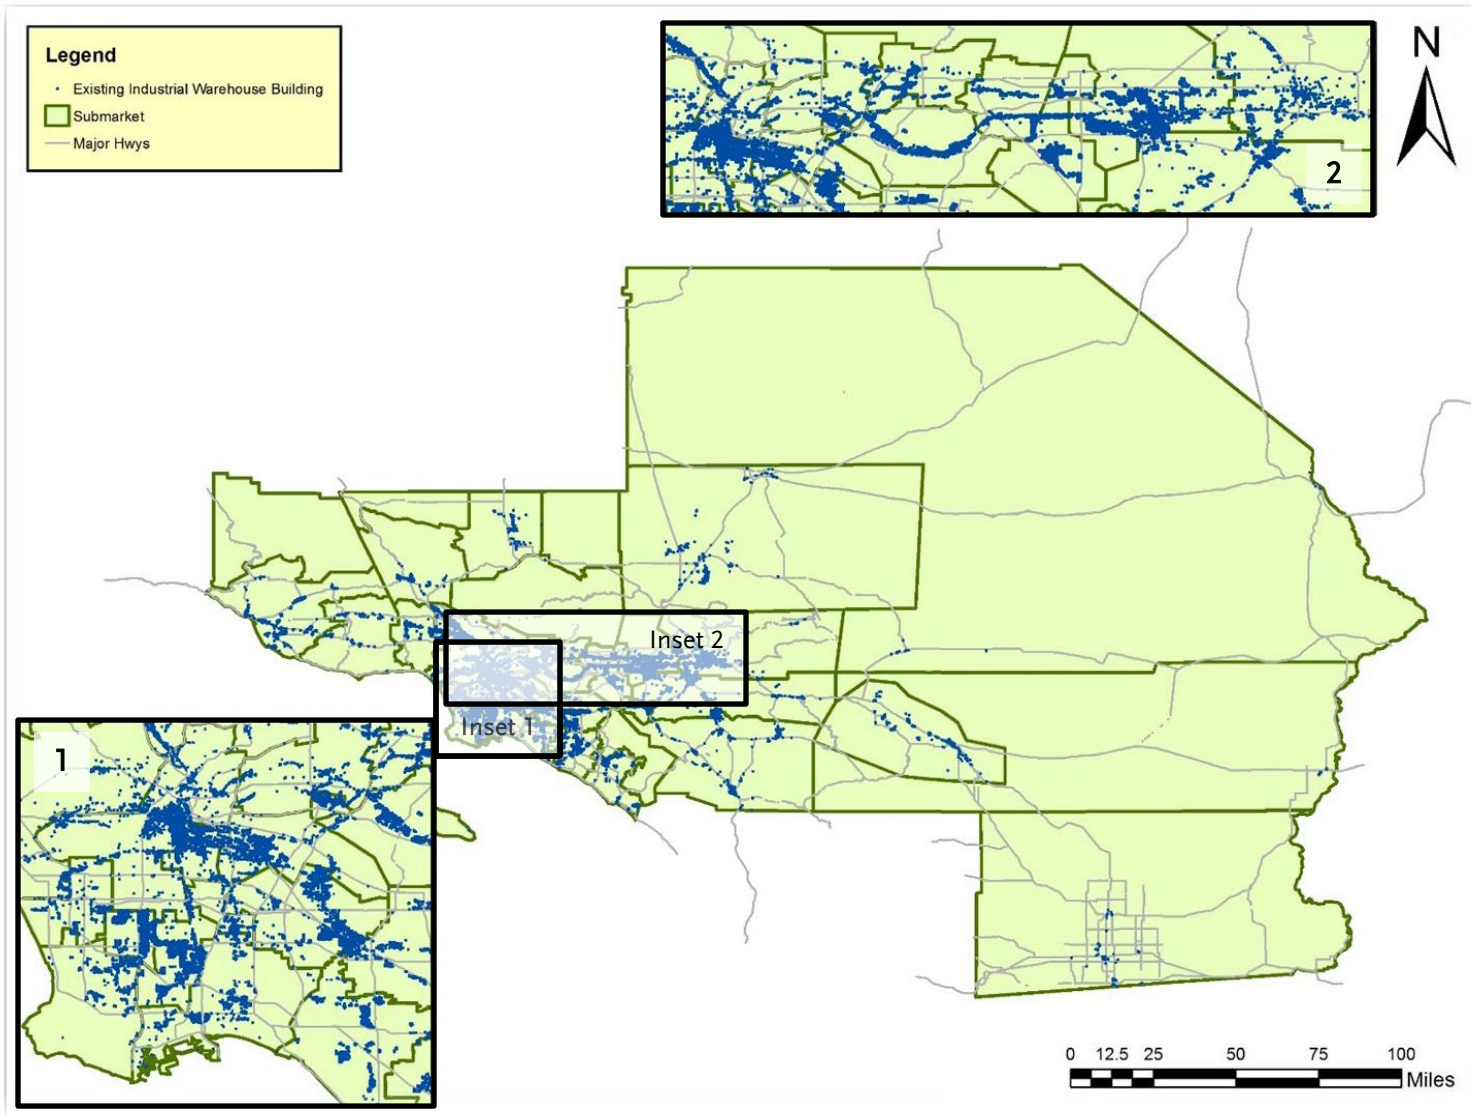 Legend
Existing Industrial Warehouse Building
Submarket
Major Hwys
N
2
Inset 2
Inset 1
1
0 12.5 25 50 75 100
Miles